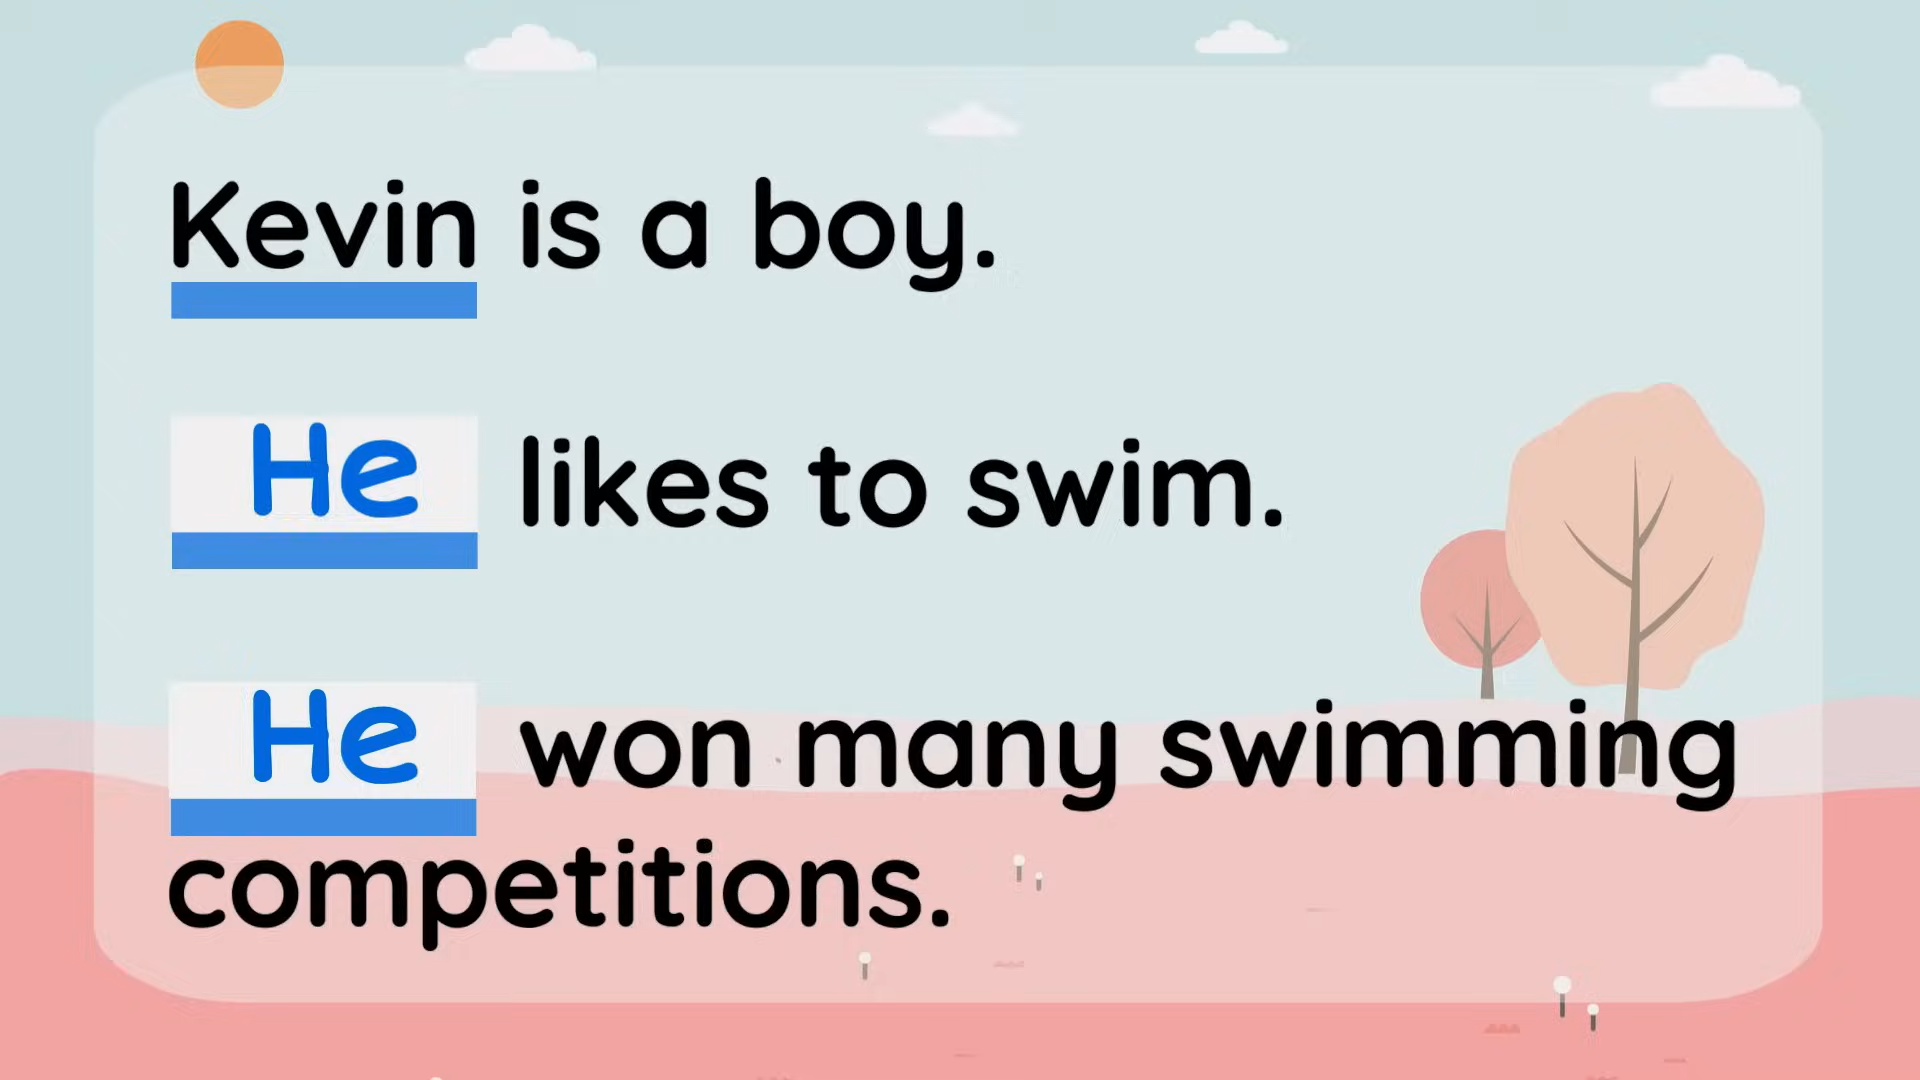 Kevin is a boy.
He likes to swim.
He won many swimming
competitions.